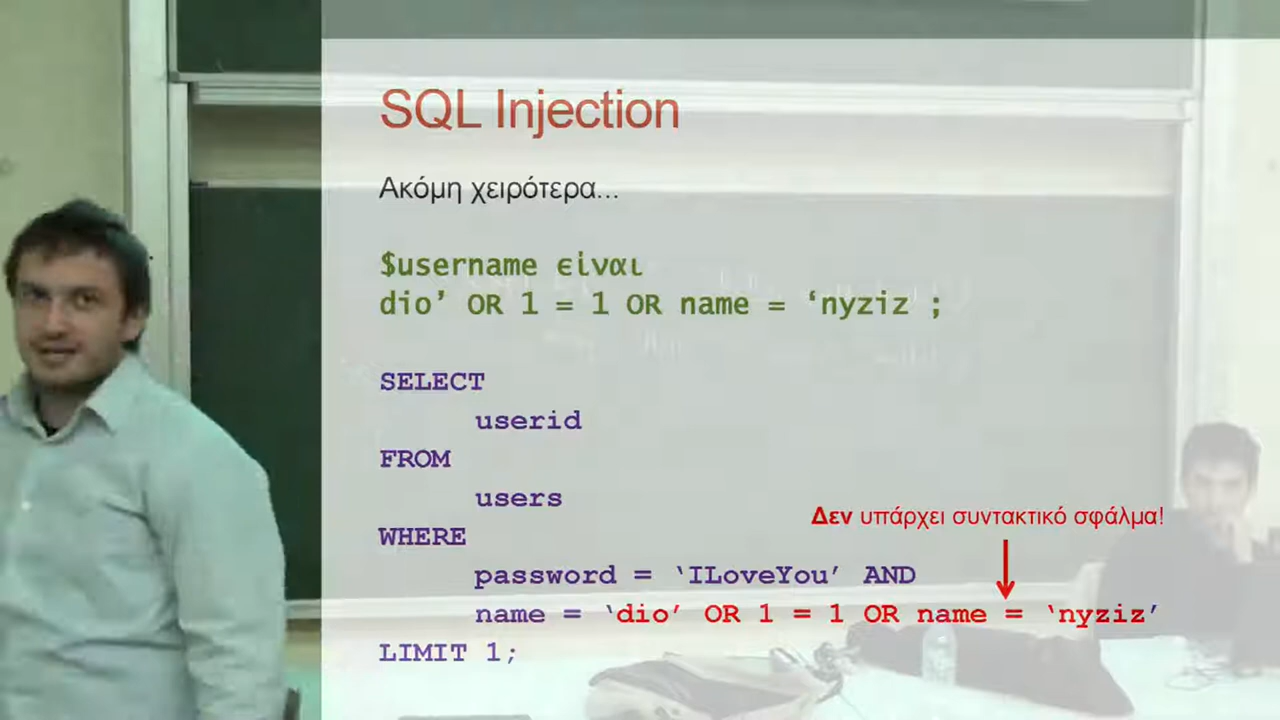 SQL Injection
Ακόμη χειρότερα...
$username είναι
dio’ OR 1 = 1 OR name = ‘nyziz ;
SELECT
userid
FROM
users
WHERE
Δεν υπάρχει συντακτικό σφάλμα!
password = ‘ILoveYou’ AND
name = ‘dio’ OR 1 = 1 OR name = ‘nyziz’
LIMIT 1;